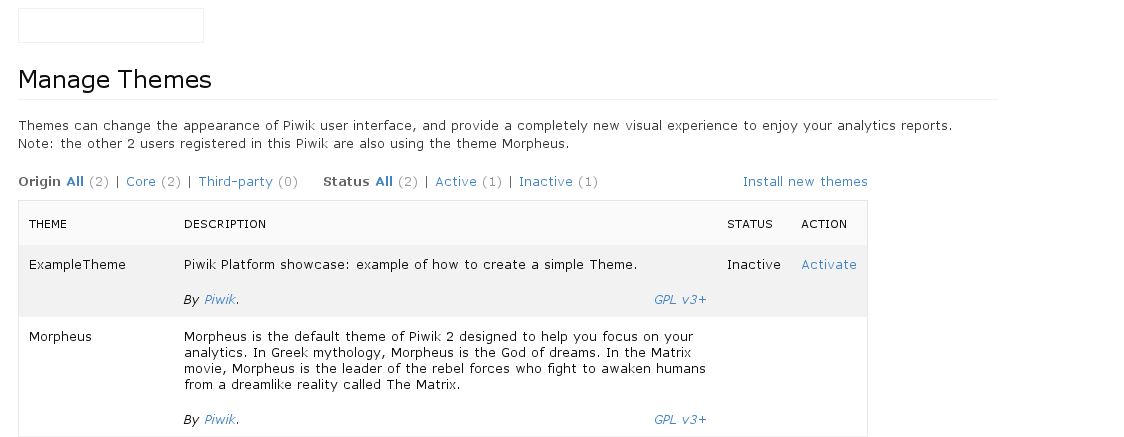 Manage Themes
Themes can change the appearance of Piwik user interface, and provide a completely new visual experience to enjoy your analytics reports.
Note: the other 2 users registered in this Piwik are also using the theme Morpheus.
Origin All (2) | Core (2) | Third-party (0) Status All (2) | Active (1) | Inactive (1) Install new themes
THEME DESCRIPTION STATUS ACTION
ExampleTheme Piwik Platform showcase: example of how to create a simple Theme. Inactive Activate
By Piwik. GPL v3+
Morpheus Morpheus is the default theme of Piwik 2 designed to help you focus on your
analytics. In Greek mythology, Morpheus is the God of dreams. In the Matrix
movie, Morpheus is the leader of the rebel forces who fight to awaken humans
from a dreamlike reality called The Matrix.
By Piwik. GPL v3+